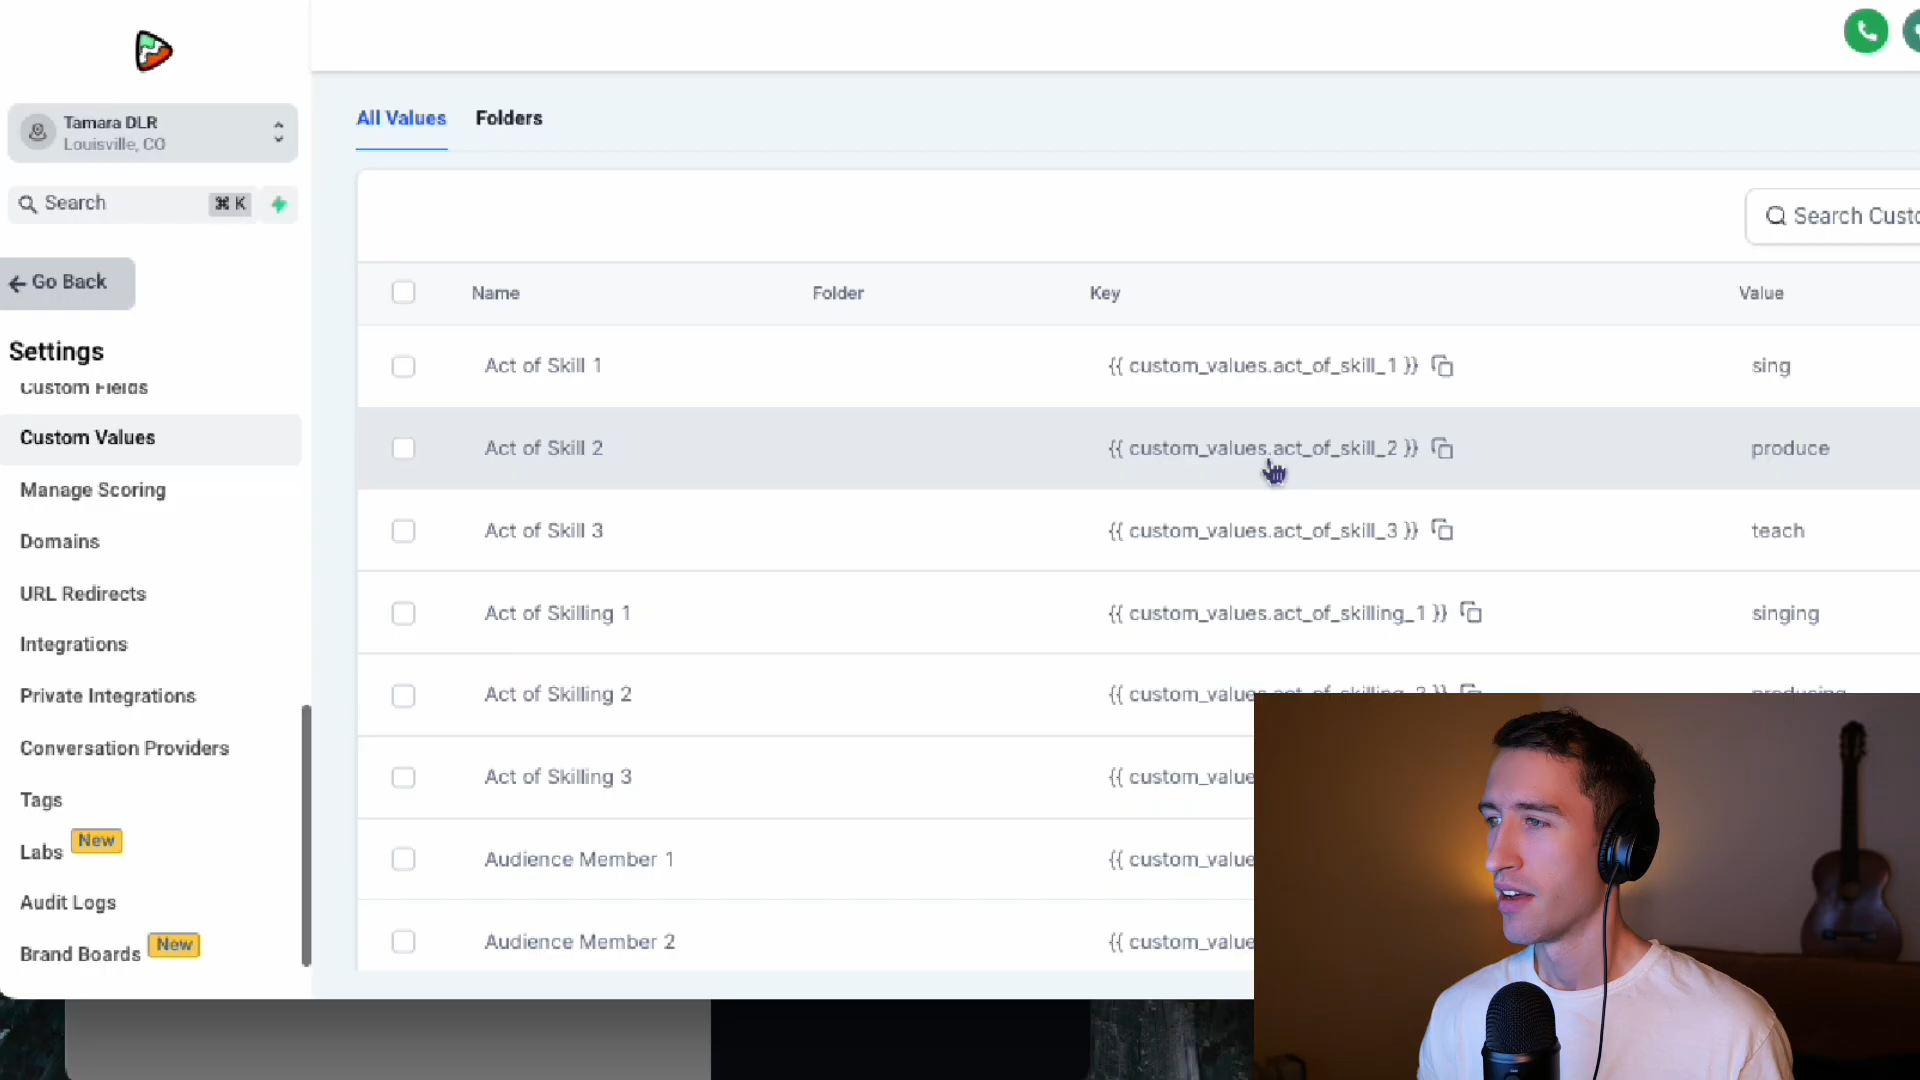 Tamara DLR
Louisville, CO
Search
⌘ K
Go Back
Settings
Custom Fields
Custom Values
Manage Scoring
Domains
URL Redirects
Integrations
Private Integrations
Conversation Providers
Tags
Labs New
Audit Logs
Brand Boards New
All Values Folders
Search Custo
Name Folder Key Value
Act of Skill 1 {{ custom_values.act_of_skill_1 }} sing
Act of Skill 2 {{ custom_values.act_of_skill_2 }} produce
Act of Skill 3 {{ custom_values.act_of_skill_3 }} teach
Act of Skilling 1 {{ custom_values.act_of_skilling_1 }} singing
Act of Skilling 2 {{ custom_values.act_of_skilling_2 }} producing
Act of Skilling 3 {{ custom_value
Audience Member 1 {{ custom_value
Audience Member 2 {{ custom_value